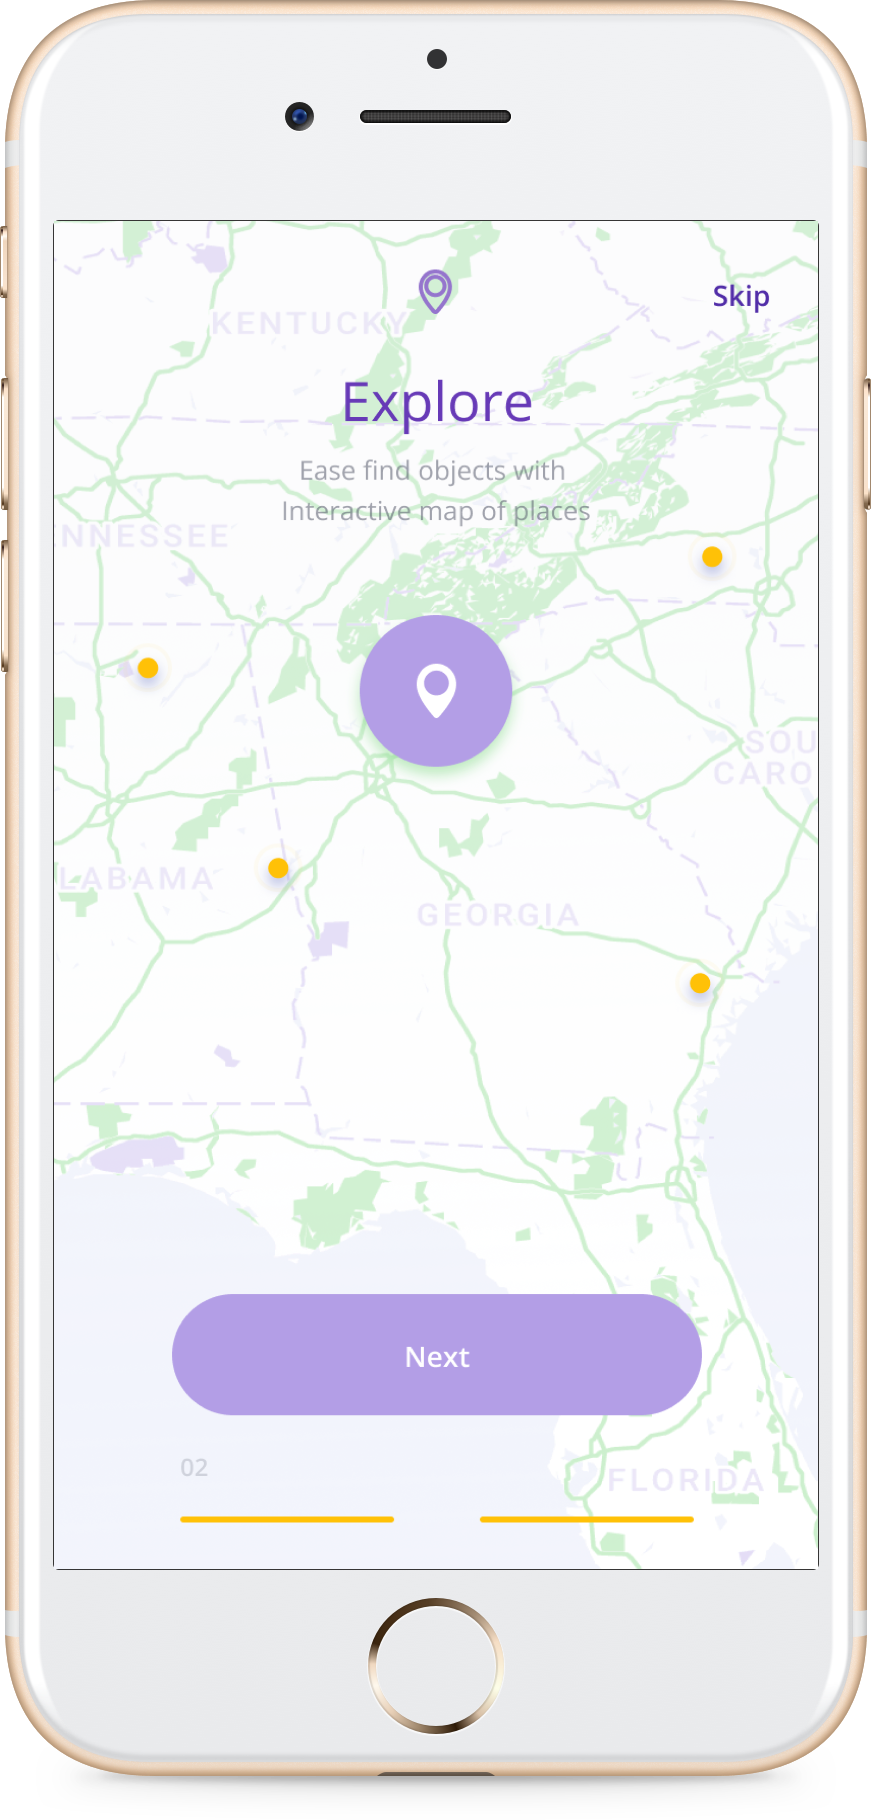 Skip
KENTUCKY
Explore
Ease find objects with
Interactive map of places
NNESSEE
SOU
CARO
LABAMA
GEORGIA
Next
02
FLORIDA